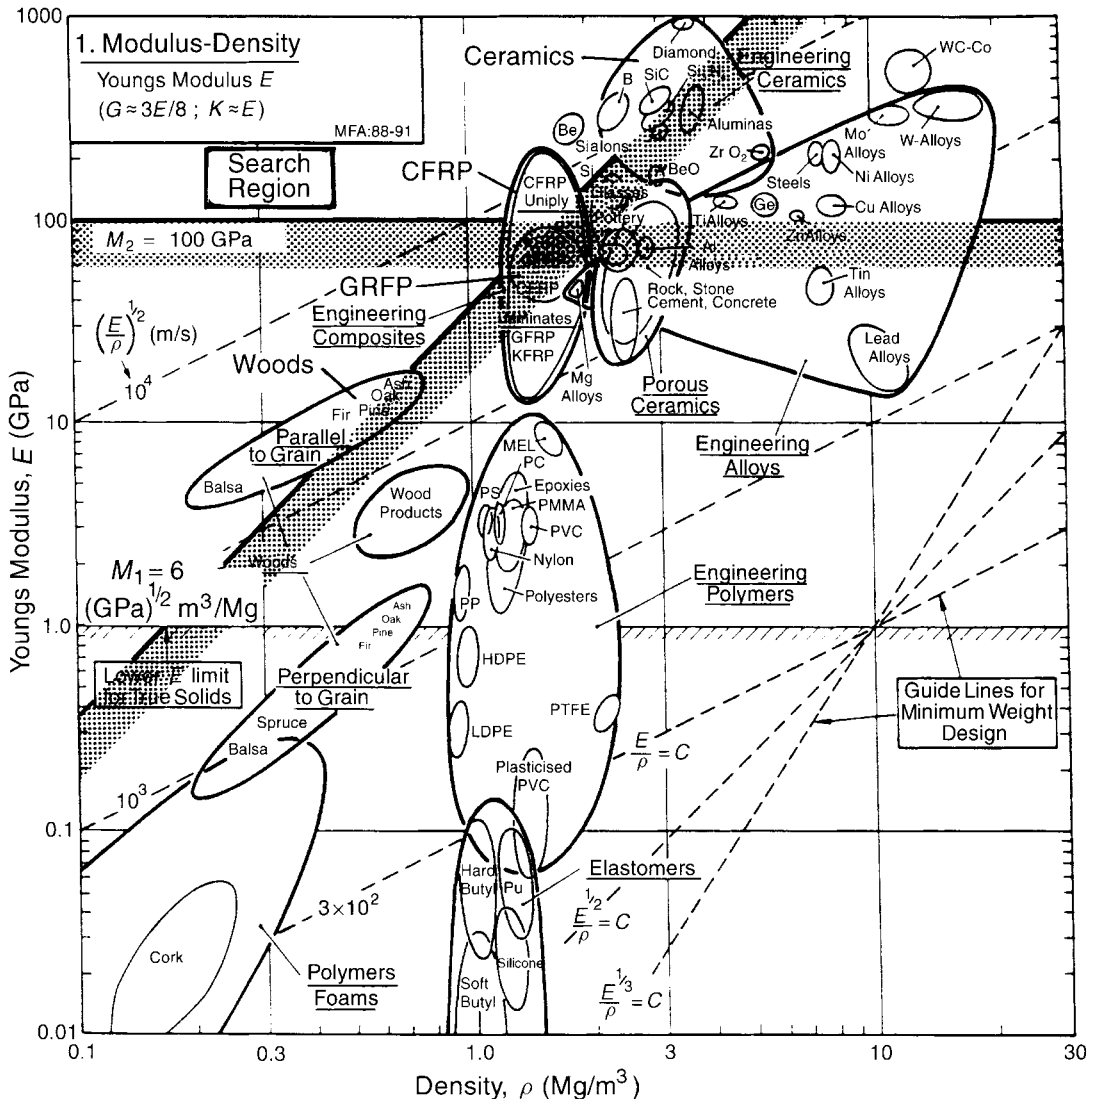 1. Modulus-Density
Youngs Modulus E
(G≈3E/8 ; K≈E)
MFA:88-91
Search
Region
M₂ = 100 GPa
Ceramics
Diamond
B
SiC
Engineering
Ceramics
WC-Co
Be
Sialons
Si
Aluminas
Zr O₂
BeO
Mo
Alloys
W-Alloys
Steels
Ni Alloys
CFRP
CFRP
Uniply
Glasses
Pottery
Ti Alloys
Ge
Cu Alloys
Zn Alloys
Al
Alloys
GRFP
Engineering
Composites
Laminates
GFRP
KFRP
Mg
Alloys
Rock, Stone
Cement, Concrete
Tin
Alloys
Lead
Alloys
Porous
Ceramics
Engineering
Alloys
(E/ρ)^1/2 (m/s)
10⁴
Woods
Ash
Oak
Fir Pine
Parallel
to Grain
Balsa
Wood
Products
Woods
M₁=6
(GPa)^1/2 m³/Mg
Lower E limit
for True Solids
MEL
PC
PS
Epoxies
PMMA
PVC
Nylon
Polyesters
PP
HDPE
LDPE
PTFE
Plasticised
PVC
Engineering
Polymers
Ash
Oak
Pine
Fir
Perpendicular
to Grain
Spruce
Balsa
10³
3×10²
Cork
Polymers
Foams
Hard
Butyl
Pu
Elastomers
Silicone
Soft
Butyl
E/ρ = C
E^1/2/ρ = C
E^1/3/ρ = C
Guide Lines for
Minimum Weight
Design
Youngs Modulus, E (GPa)
1000
100
10
1.0
0.1
0.01
0.1
0.3
1.0
3
10
30
Density, ρ (Mg/m³)